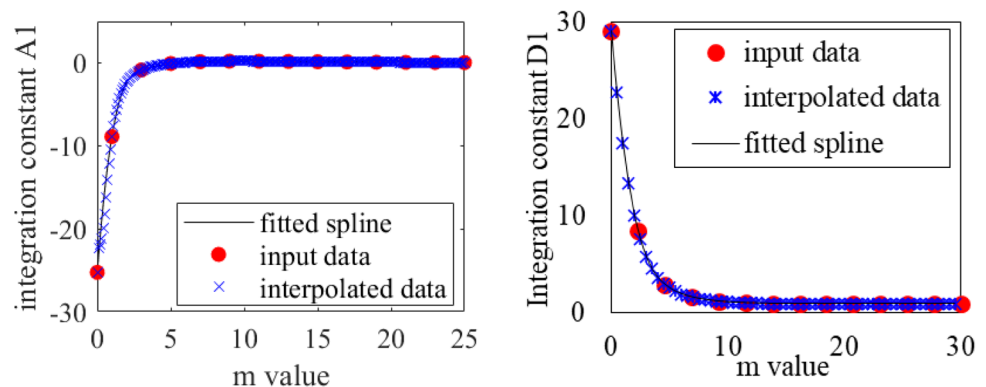 integration constant A1
0
-10
-20
-30
fitted spline
input data
interpolated data
0 5 10 15 20 25
m value
Integration constant D1
30
20
10
0
input data
interpolated data
fitted spline
0 10 20 30
m value